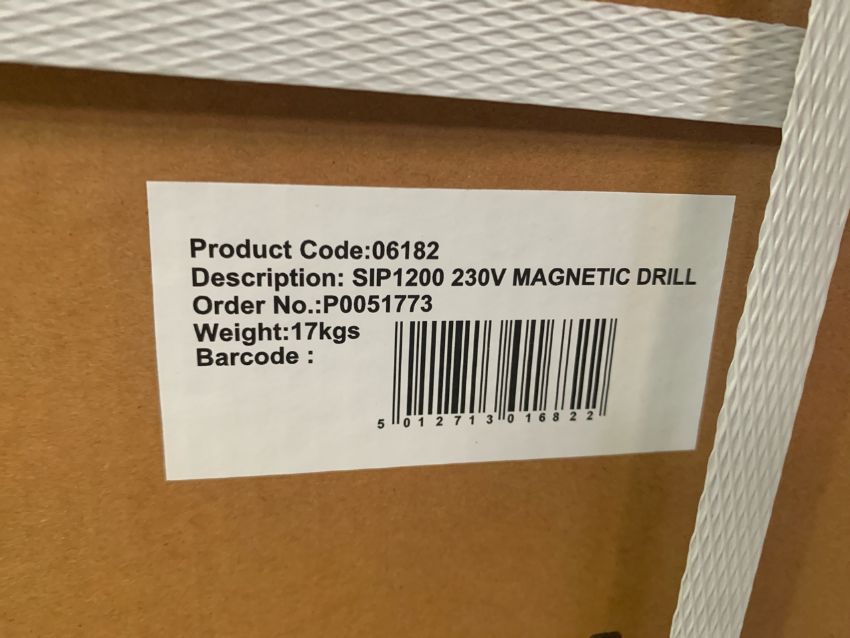 Product Code:06182
Description: SIP1200 230V MAGNETIC DRILL
Order No.:P0051773
Weight:17kgs
Barcode :
5 012713 016822